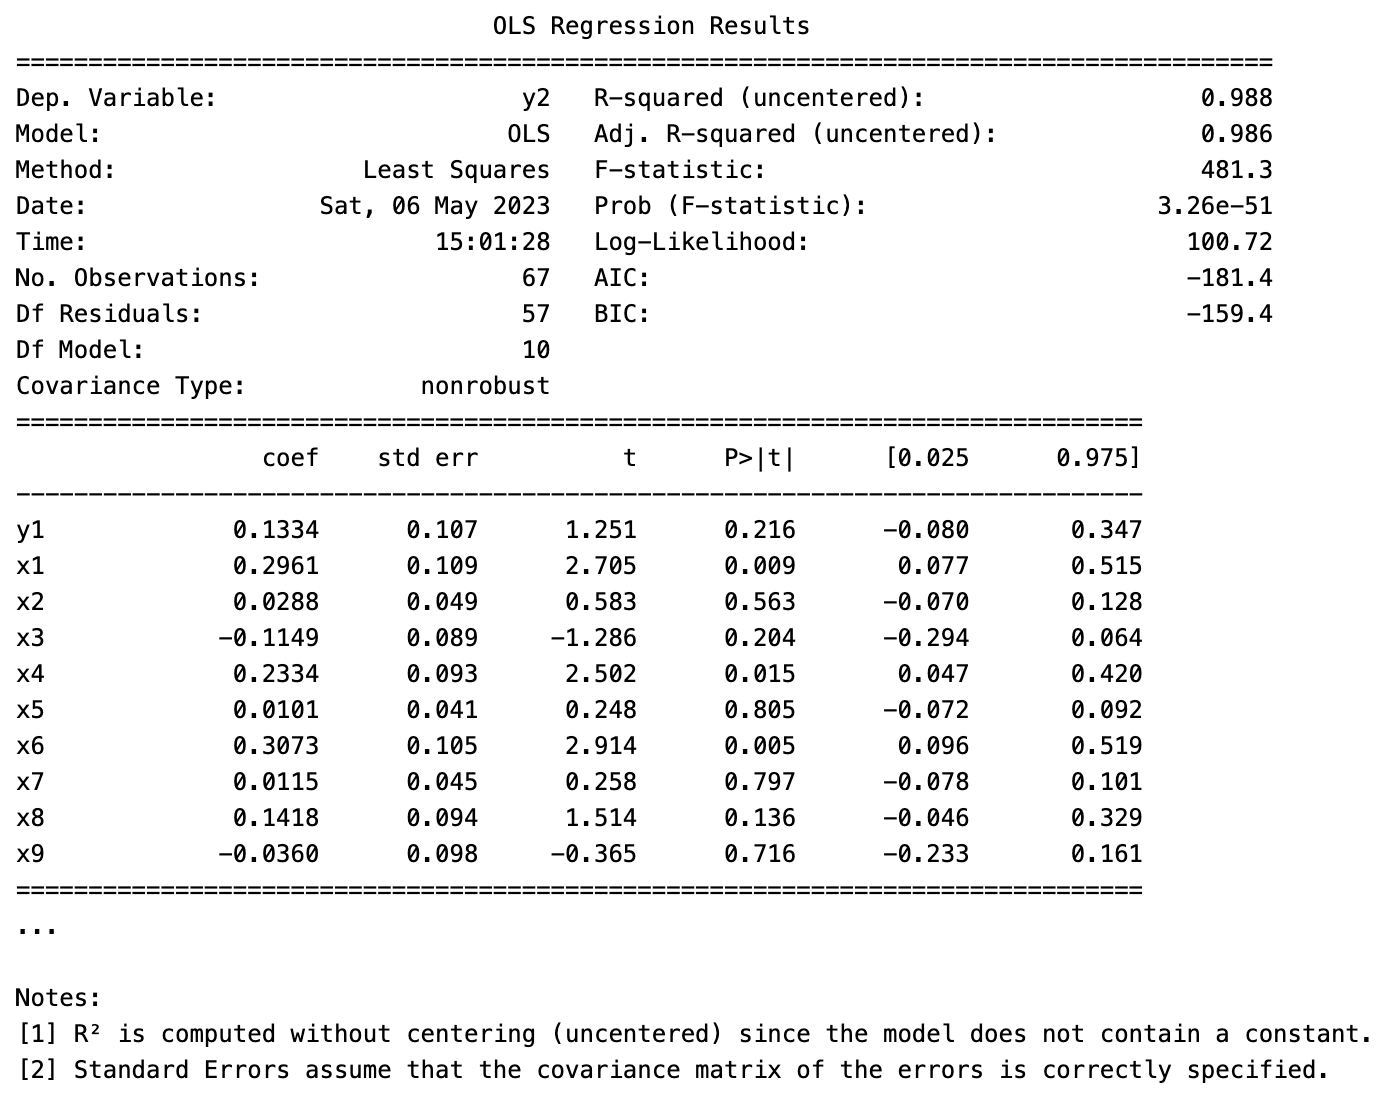 OLS Regression Results
==============================================================================
Dep. Variable: y2 R-squared (uncentered): 0.988
Model: OLS Adj. R-squared (uncentered): 0.986
Method: Least Squares F-statistic: 481.3
Date: Sat, 06 May 2023 Prob (F-statistic): 3.26e-51
Time: 15:01:28 Log-Likelihood: 100.72
No. Observations: 67 AIC: -181.4
Df Residuals: 57 BIC: -159.4
Df Model: 10
Covariance Type: nonrobust
==============================================================================
coef std err t P>|t| [0.025 0.975]
------------------------------------------------------------------------------
y1 0.1334 0.107 1.251 0.216 -0.080 0.347
x1 0.2961 0.109 2.705 0.009 0.077 0.515
x2 0.0288 0.049 0.583 0.563 -0.070 0.128
x3 -0.1149 0.089 -1.286 0.204 -0.294 0.064
x4 0.2334 0.093 2.502 0.015 0.047 0.420
x5 0.0101 0.041 0.248 0.805 -0.072 0.092
x6 0.3073 0.105 2.914 0.005 0.096 0.519
x7 0.0115 0.045 0.258 0.797 -0.078 0.101
x8 0.1418 0.094 1.514 0.136 -0.046 0.329
x9 -0.0360 0.098 -0.365 0.716 -0.233 0.161
==============================================================================
...
Notes:
[1] R² is computed without centering (uncentered) since the model does not contain a constant.
[2] Standard Errors assume that the covariance matrix of the errors is correctly specified.